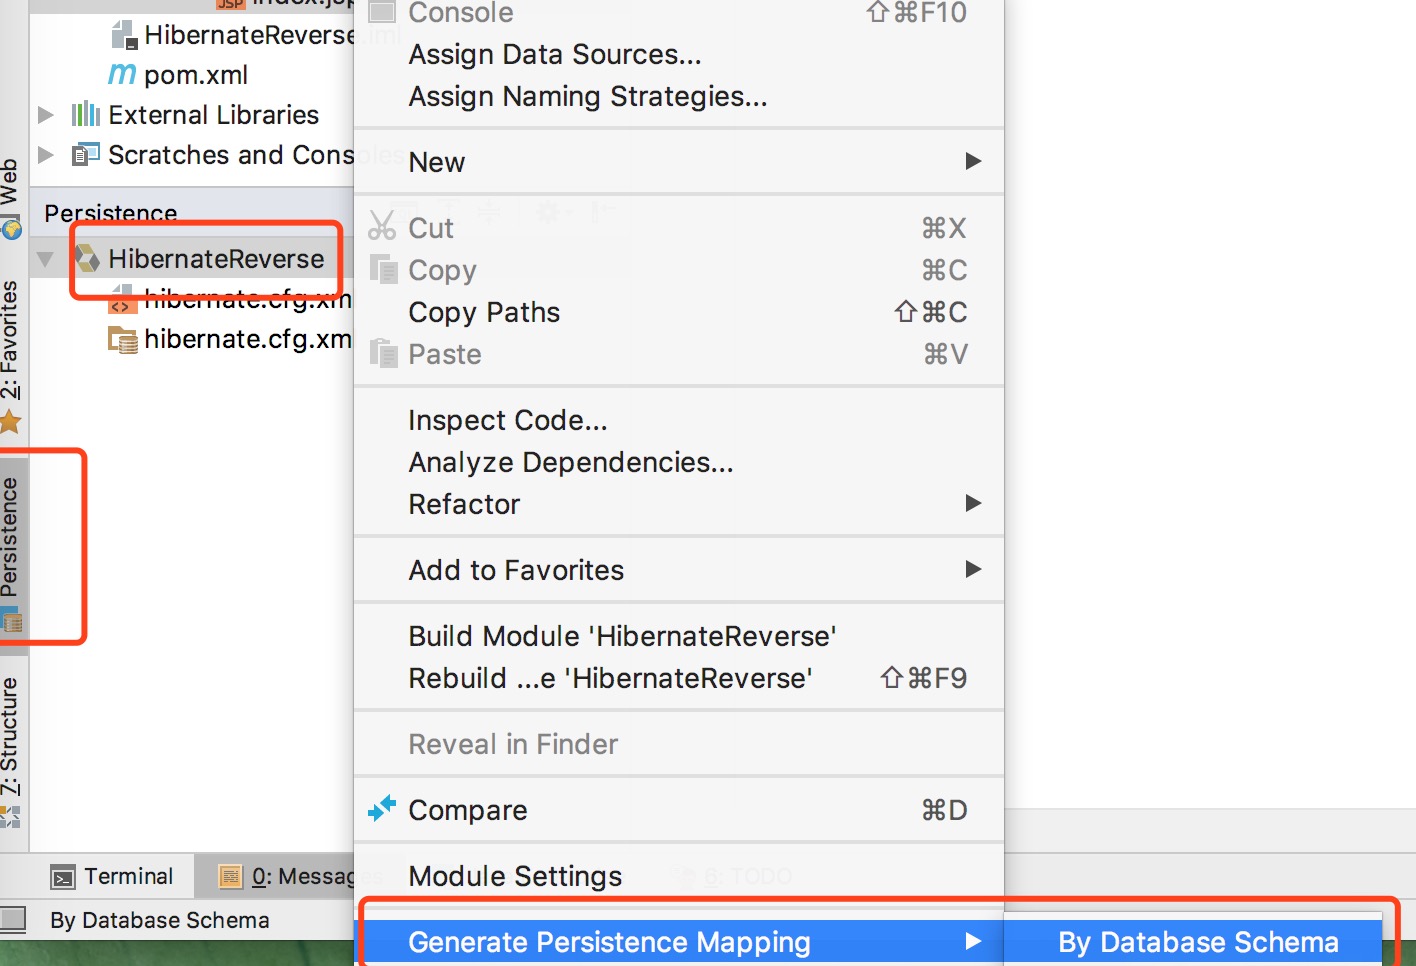 index.jsp
HibernateReverse.iml
pom.xml
External Libraries
Scratches and Consoles
Persistence
HibernateReverse
hibernate.cfg.xm
hibernate.cfg.xm
Web
2: Favorites
Persistence
7: Structure
Terminal
0: Messages
6: TODO
By Database Schema
Console ⇧⌘F10
Assign Data Sources...
Assign Naming Strategies...
New
Cut ⌘X
Copy ⌘C
Copy Paths ⇧⌘C
Paste ⌘V
Inspect Code...
Analyze Dependencies...
Refactor
Add to Favorites
Build Module 'HibernateReverse'
Rebuild ...e 'HibernateReverse' ⇧⌘F9
Reveal in Finder
Compare ⌘D
Module Settings
Generate Persistence Mapping
By Database Schema